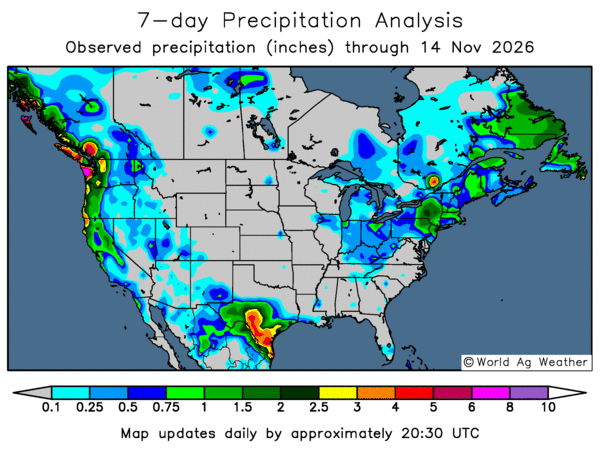 7-day Precipitation Analysis
Observed precipitation (inches) through 14 Nov 2026
© World Ag Weather
0.1 0.25 0.5 0.75 1 1.5 2 2.5 3 4 5 6 8 10
Map updates daily by approximately 20:30 UTC